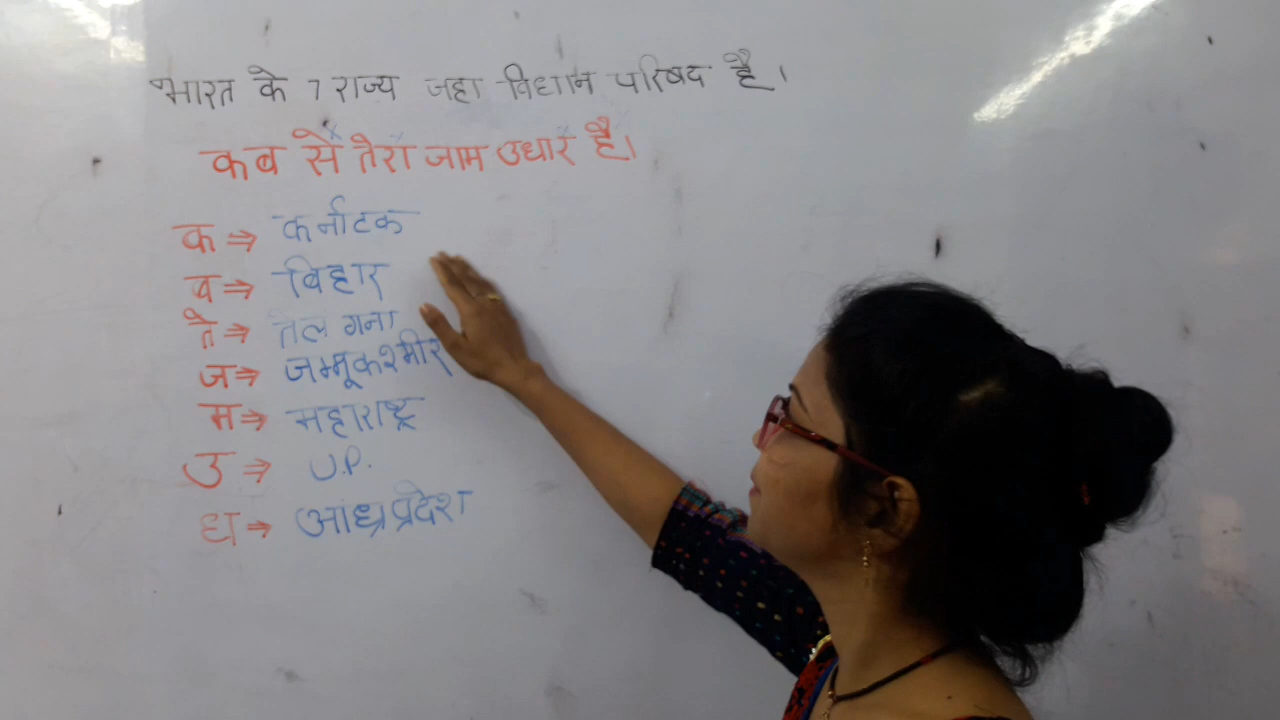 भारत के 7 राज्य जहा विधान परिषद है ।
कब से तेरा जाम उधार है।
क ⇒ कर्नाटक
ब ⇒ बिहार
ते ⇒ तेलंगना
ज ⇒ जम्मूकश्मीर
म ⇒ महाराष्ट्र
उ ⇒ U.P.
ध ⇒ आंध्रप्रदेश